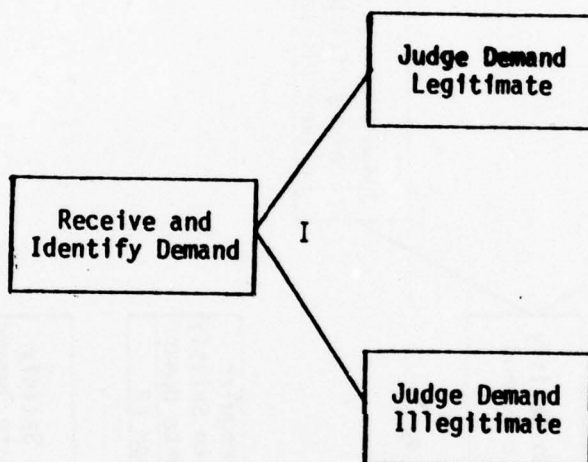 Judge Demand
Legitimate
Receive and
Identify Demand
I
Judge Demand
Illegitimate